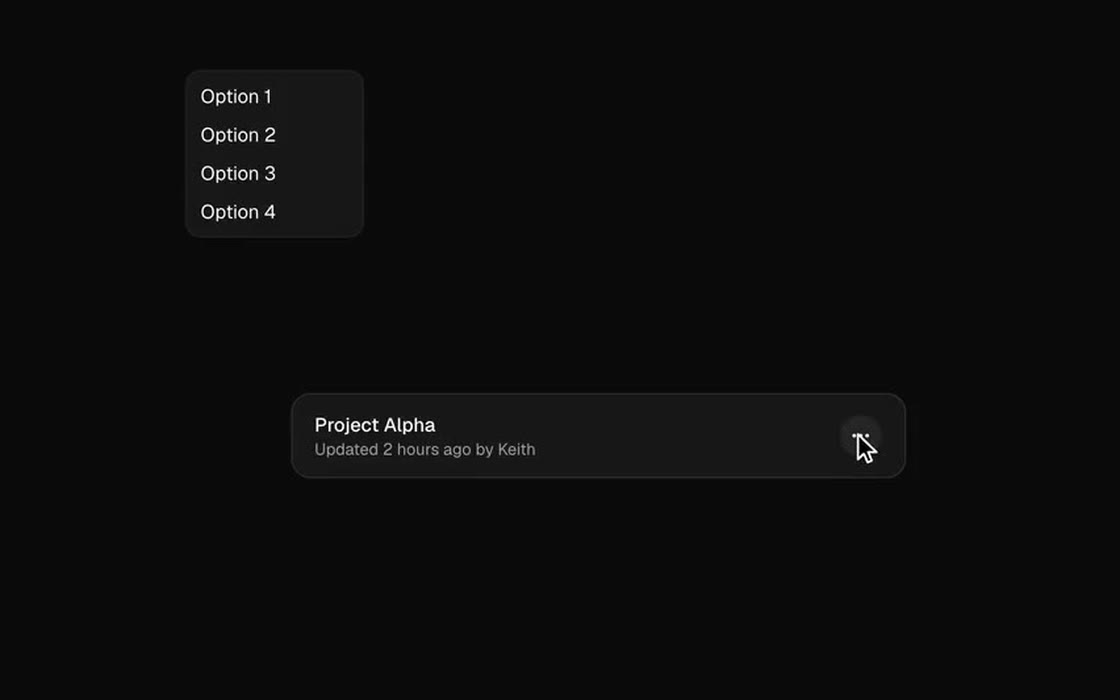 Option 1
Option 2
Option 3
Option 4
Project Alpha
Updated 2 hours ago by Keith